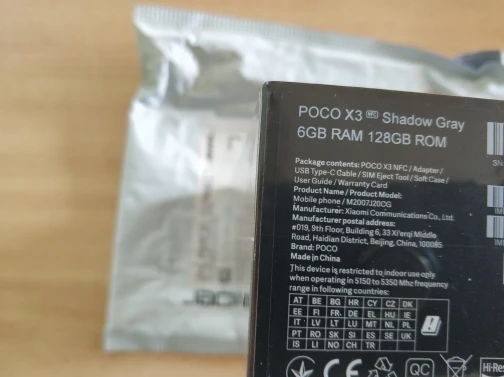 POCO X3 NFC Shadow Gray
6GB RAM 128GB ROM
Package contents: POCO X3 NFC / Adapter /
USB Type-C Cable / SIM Eject Tool / Soft Case /
User Guide / Warranty Card
Product Name / Product Model:
Mobile phone / M2007J20CG
Manufacturer: Xiaomi Communications Co., Ltd.
Manufacturer postal address:
#019, 9th Floor, Building 6, 33 Xi'erqi Middle
Road, Haidian District, Beijing, China, 100085
Brand: POCO
Made in China
This device is restricted to indoor use only
when operating in 5150 to 5350 Mhz frequency
range in following countries:
AT BE BG HR CY CZ DK
EE FI FR DE EL HU IE
IT LV LT LU MT NL PL
PT RO SK SI ES SE UK
IS LI NO CH TR
SN
IME
IME
CE
QC
Hi-Res